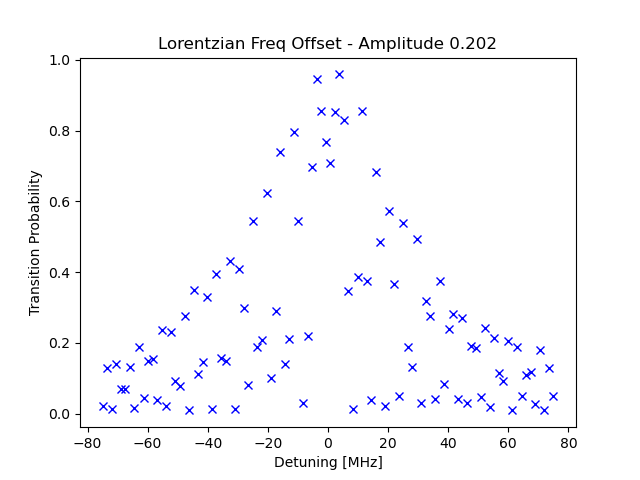 Lorentzian Freq Offset - Amplitude 0.202
1.0
0.8
0.6
0.4
0.2
0.0
Transition Probability
−80 −60 −40 −20 0 20 40 60 80
Detuning [MHz]